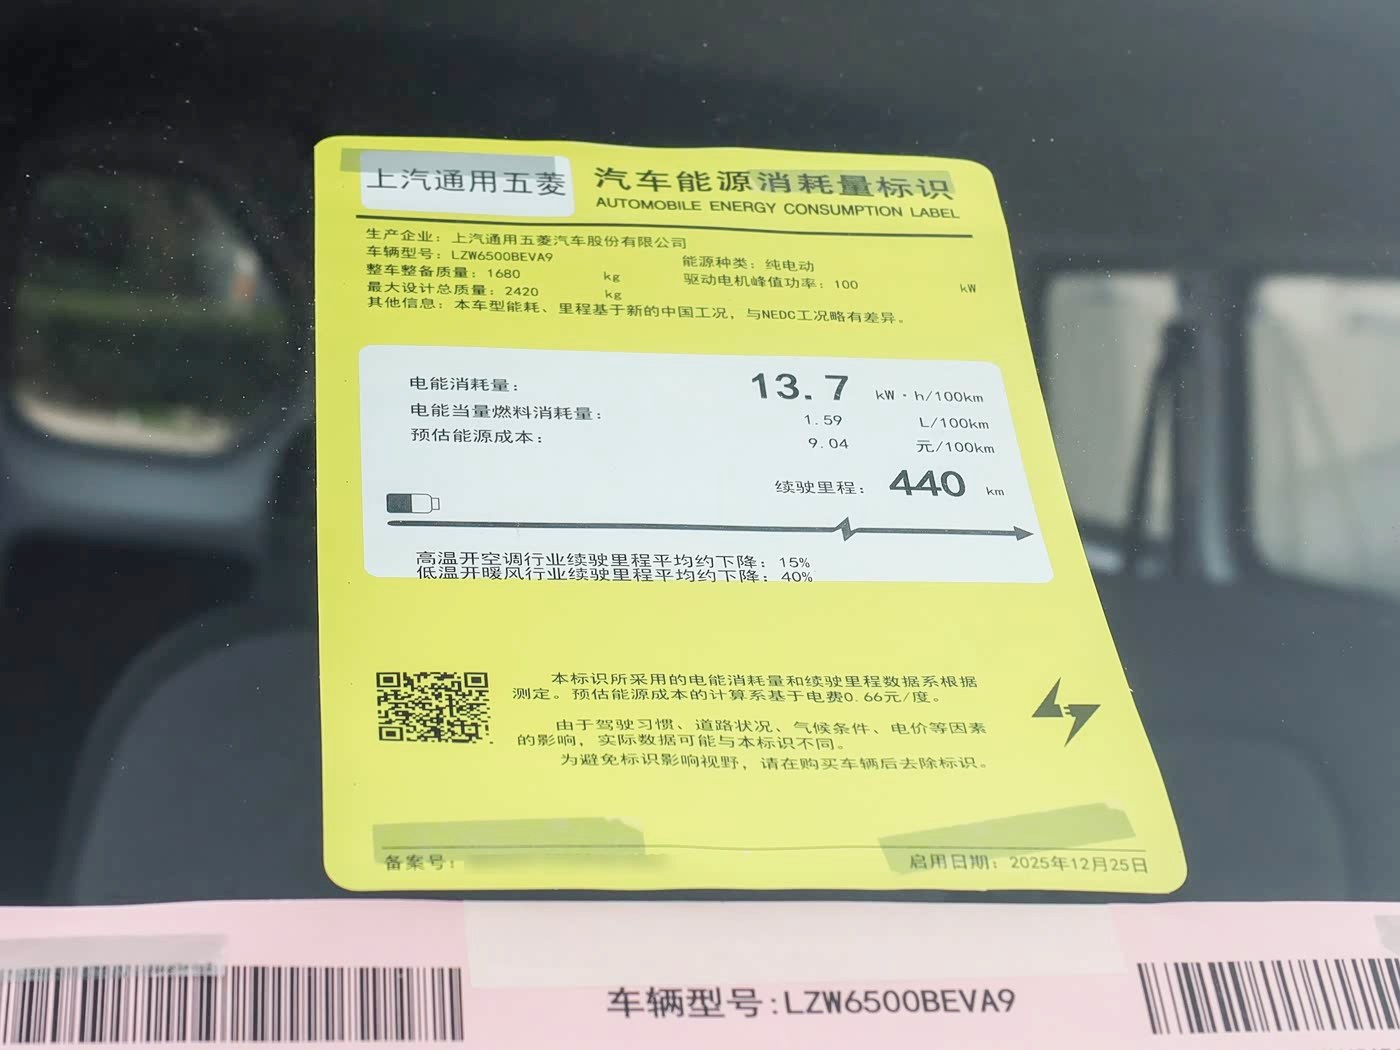 上汽通用五菱
汽车能源消耗量标识
AUTOMOBILE ENERGY CONSUMPTION LABEL
生产企业：上汽通用五菱汽车股份有限公司
车辆型号：LZW6500BEVA9
能源种类：纯电动
整车整备质量：1680 kg
驱动电机峰值功率：100 kW
最大设计总质量：2420 kg
其他信息：本车型能耗、里程基于新的中国工况，与NEDC工况略有差异。
电能消耗量： 13.7 kW·h/100km
电能当量燃料消耗量： 1.59 L/100km
预估能源成本： 9.04 元/100km
续驶里程： 440 km
高温开空调行业续驶里程平均约下降：15%
低温开暖风行业续驶里程平均约下降：40%
本标识所采用的电能消耗量和续驶里程数据系根据
测定。预估能源成本的计算系基于电费0.66元/度。
由于驾驶习惯、道路状况、气候条件、电价等因素
的影响，实际数据可能与本标识不同。
为避免标识影响视野，请在购买车辆后去除标识。
备案号：
启用日期：2025年12月25日
车辆型号:LZW6500BEVA9